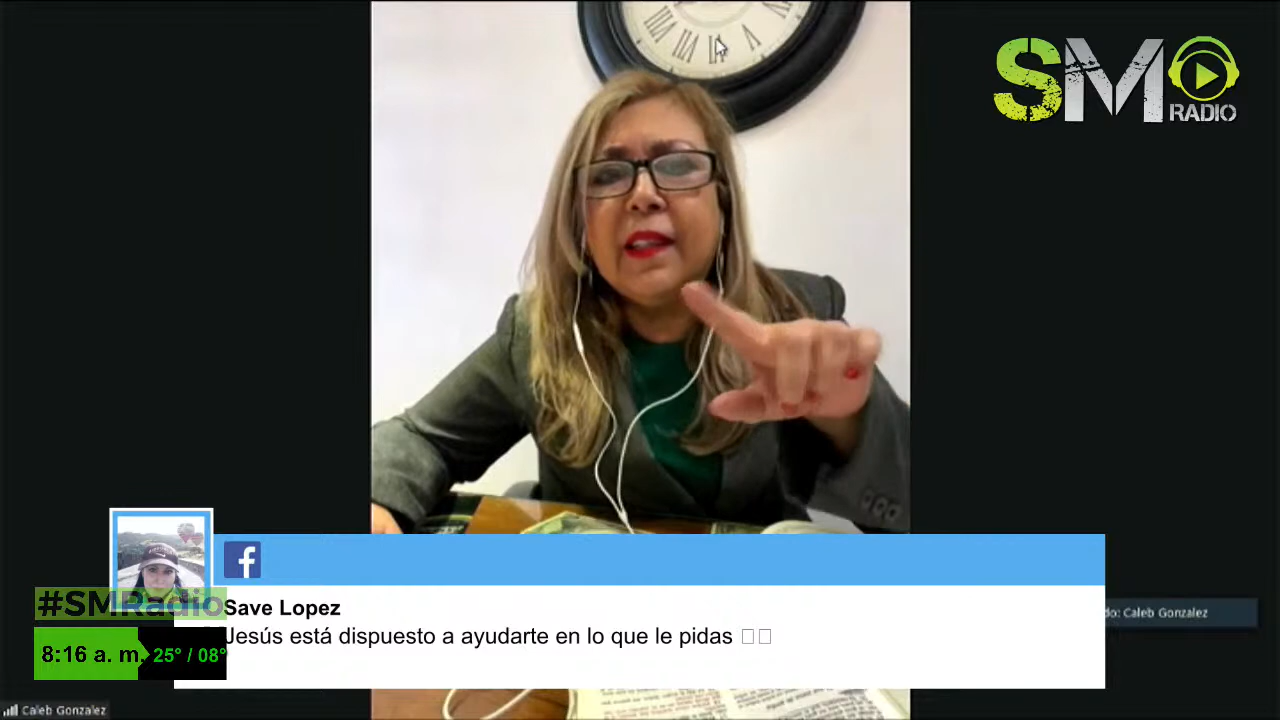 SM
RADIO
#SMRadio
Save Lopez
Jesús está dispuesto a ayudarte en lo que le pidas
do: Caleb Gonzalez
8:16 a. m.
25° / 08°
Caleb Gonzalez